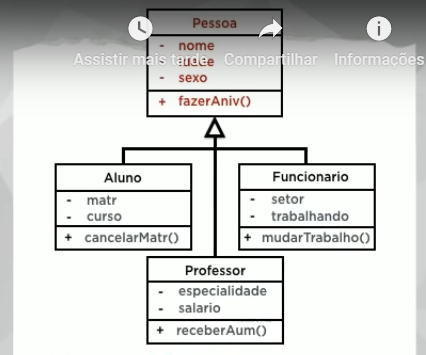 Pessoa
- nome
Assistir mais tarde
Compartilhar
Informações
- sexo
+ fazerAniv()
Aluno
- matr
- curso
+ cancelarMatr()
Funcionario
- setor
- trabalhando
+ mudarTrabalho()
Professor
- especialidade
- salario
+ receberAum()